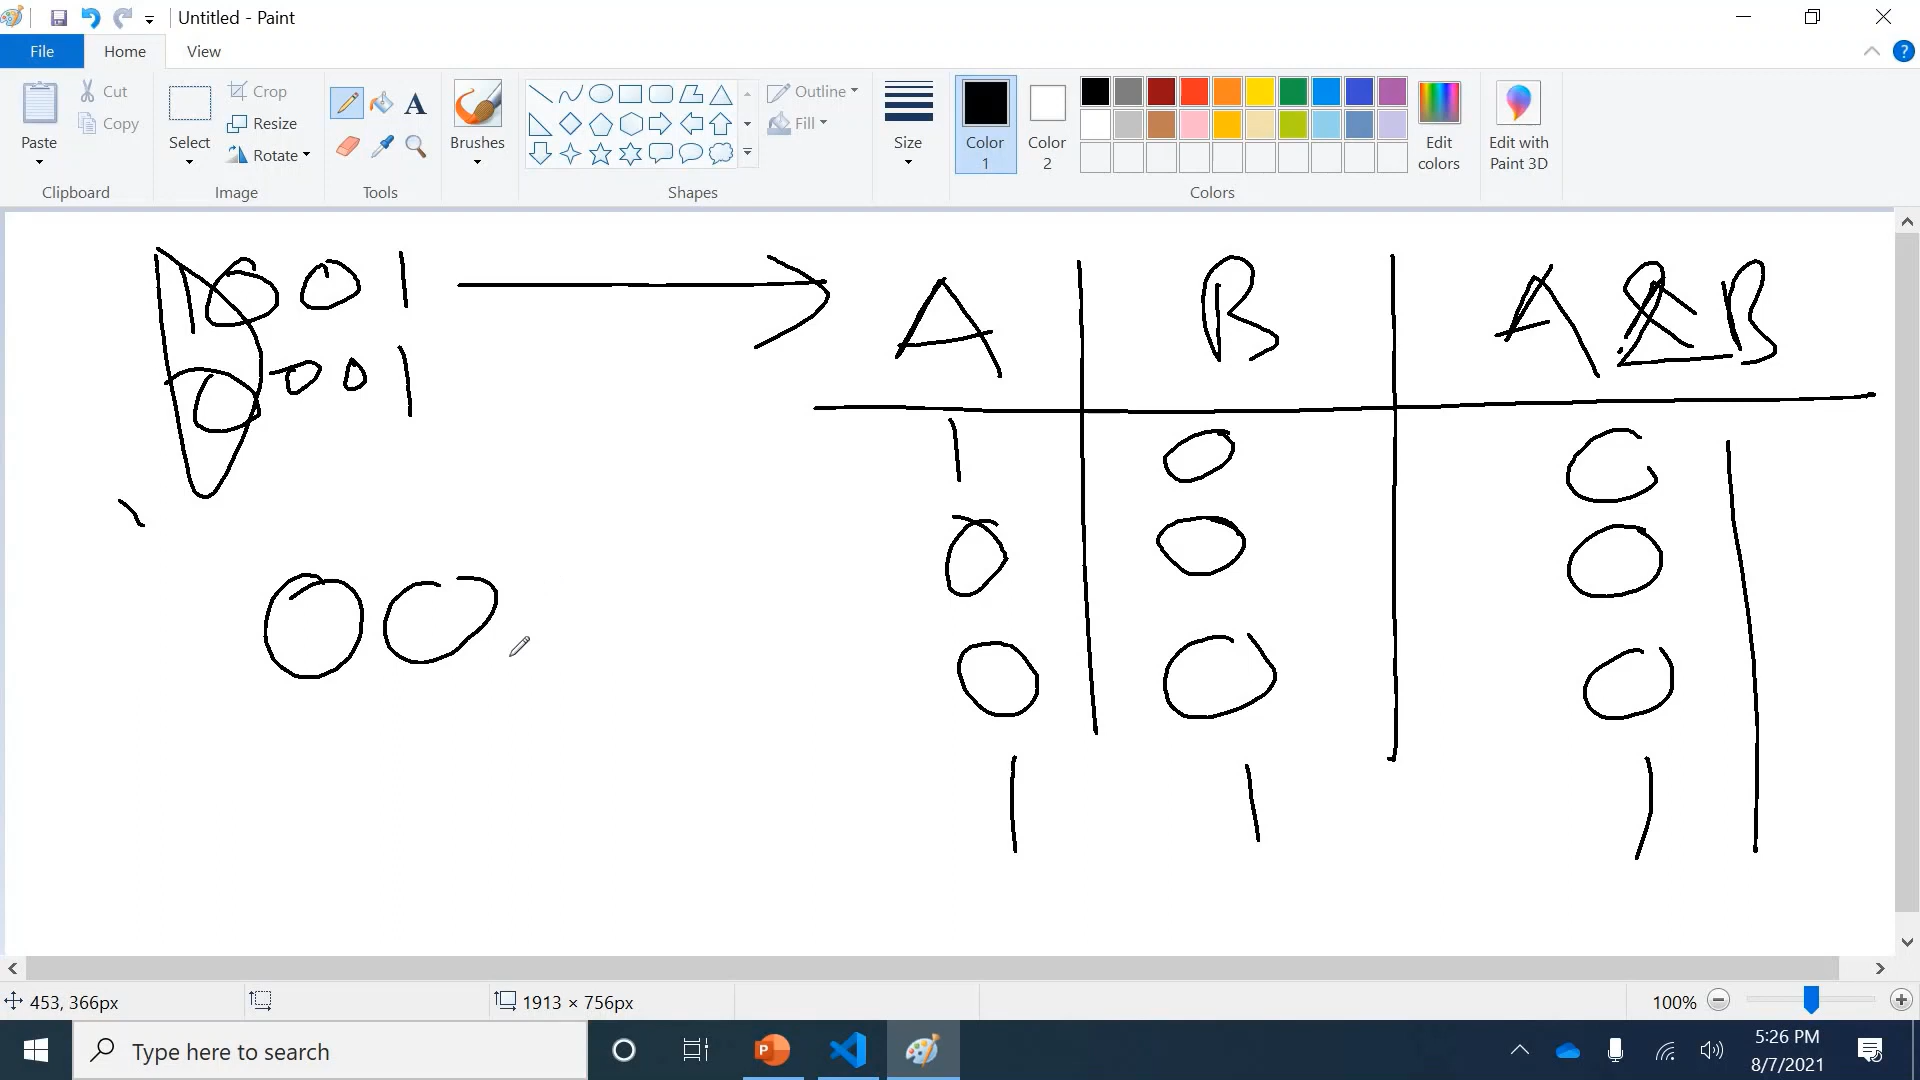 Untitled - Paint
File Home View
Cut
Copy
Paste
Crop
Resize
Rotate
Select
A
Brushes
Outline
Fill
Size
Color 1
Color 2
Edit colors
Edit with Paint 3D
Clipboard
Image
Tools
Shapes
Colors
?
1001
0001
A B A & B
1 0 0
0 0 0
0 0 0
1 1 1
00
453, 366px
1913 × 756px
100%
Type here to search
P
5:26 PM
8/7/2021